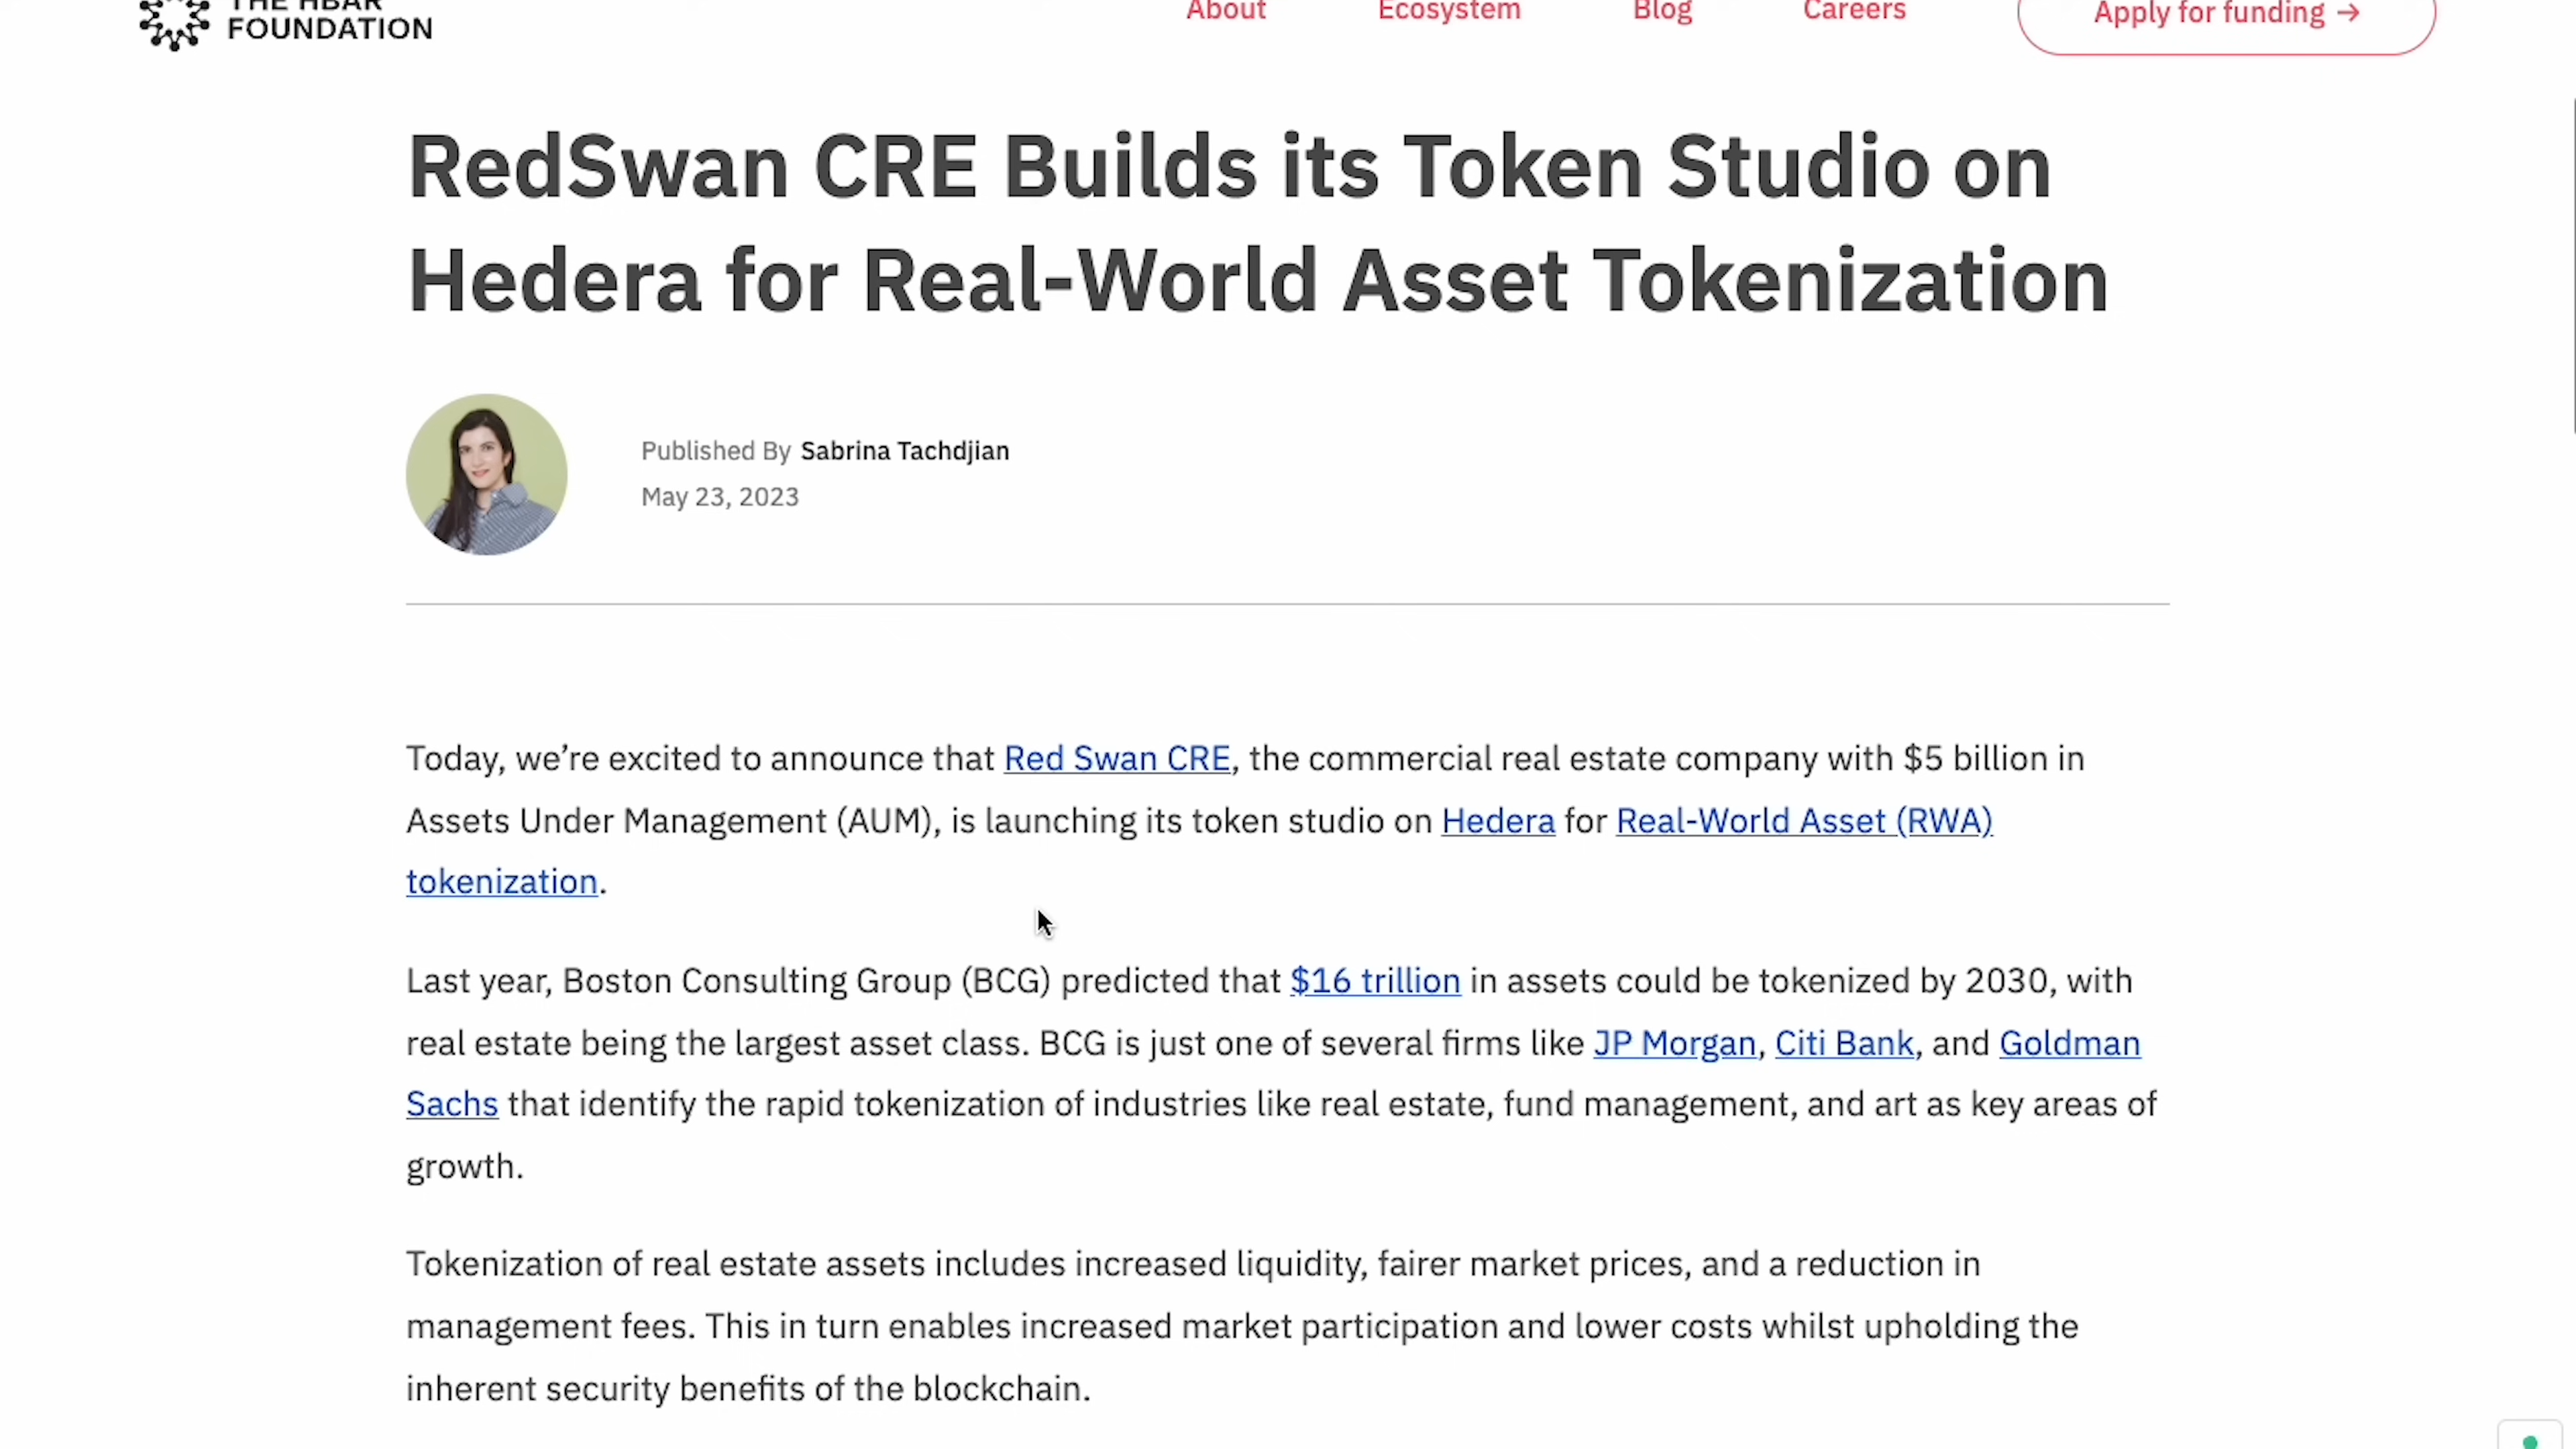 THE HBAR
FOUNDATION
About
Ecosystem
Blog
Careers
Apply for funding →
RedSwan CRE Builds its Token Studio on
Hedera for Real-World Asset Tokenization
Published By Sabrina Tachdjian
May 23, 2023
Today, we’re excited to announce that Red Swan CRE, the commercial real estate company with $5 billion in
Assets Under Management (AUM), is launching its token studio on Hedera for Real-World Asset (RWA)
tokenization.
Last year, Boston Consulting Group (BCG) predicted that $16 trillion in assets could be tokenized by 2030, with
real estate being the largest asset class. BCG is just one of several firms like JP Morgan, Citi Bank, and Goldman
Sachs that identify the rapid tokenization of industries like real estate, fund management, and art as key areas of
growth.
Tokenization of real estate assets includes increased liquidity, fairer market prices, and a reduction in
management fees. This in turn enables increased market participation and lower costs whilst upholding the
inherent security benefits of the blockchain.